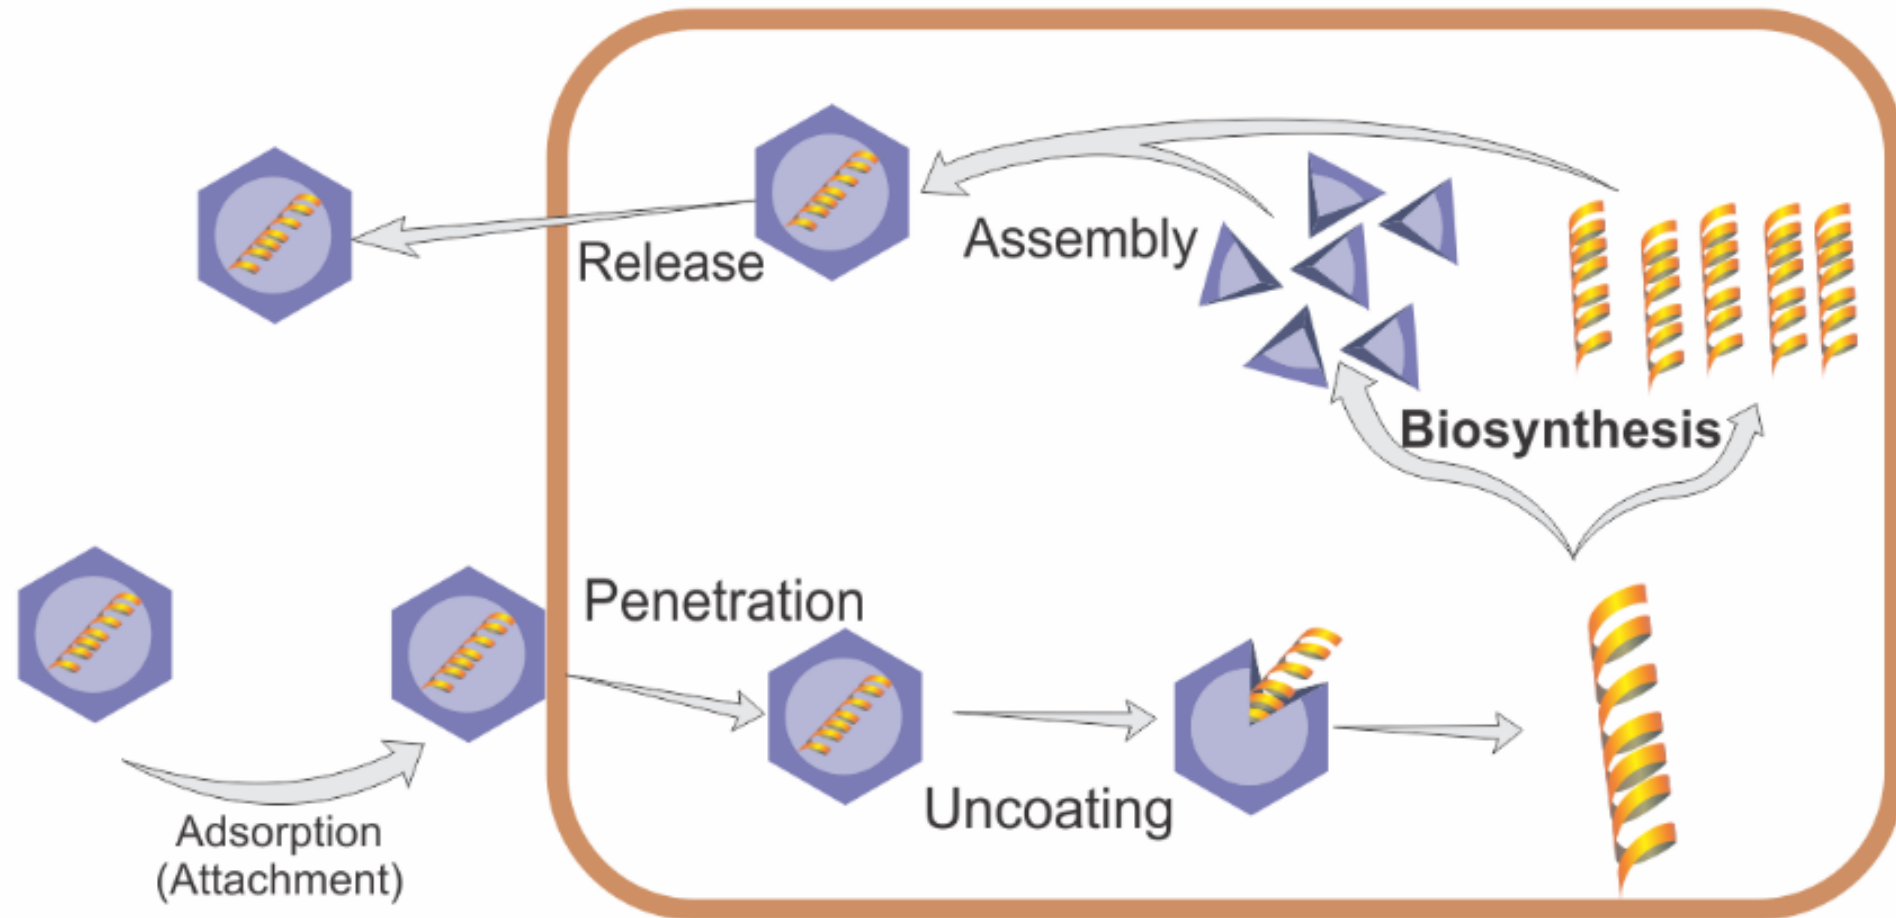 Release
Assembly
Biosynthesis
Penetration
Uncoating
Adsorption
(Attachment)